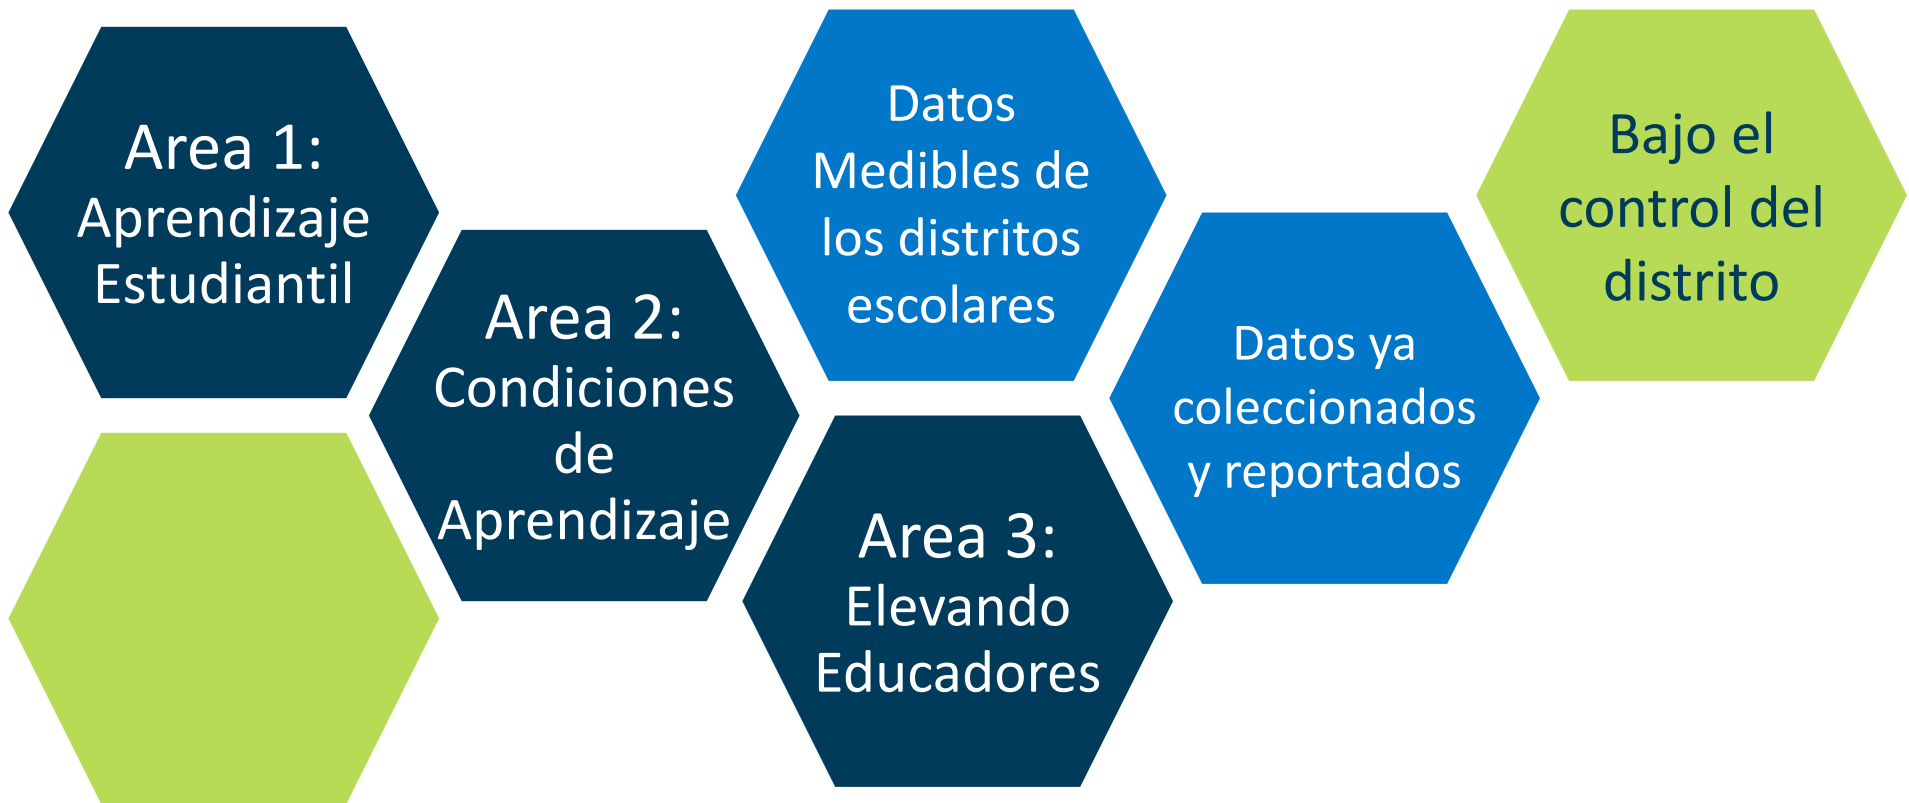 Area 1:
Aprendizaje
Estudiantil
Area 2:
Condiciones
de
Aprendizaje
Datos
Medibles de
los distritos
escolares
Area 3:
Elevando
Educadores
Datos ya
coleccionados
y reportados
Bajo el
control del
distrito